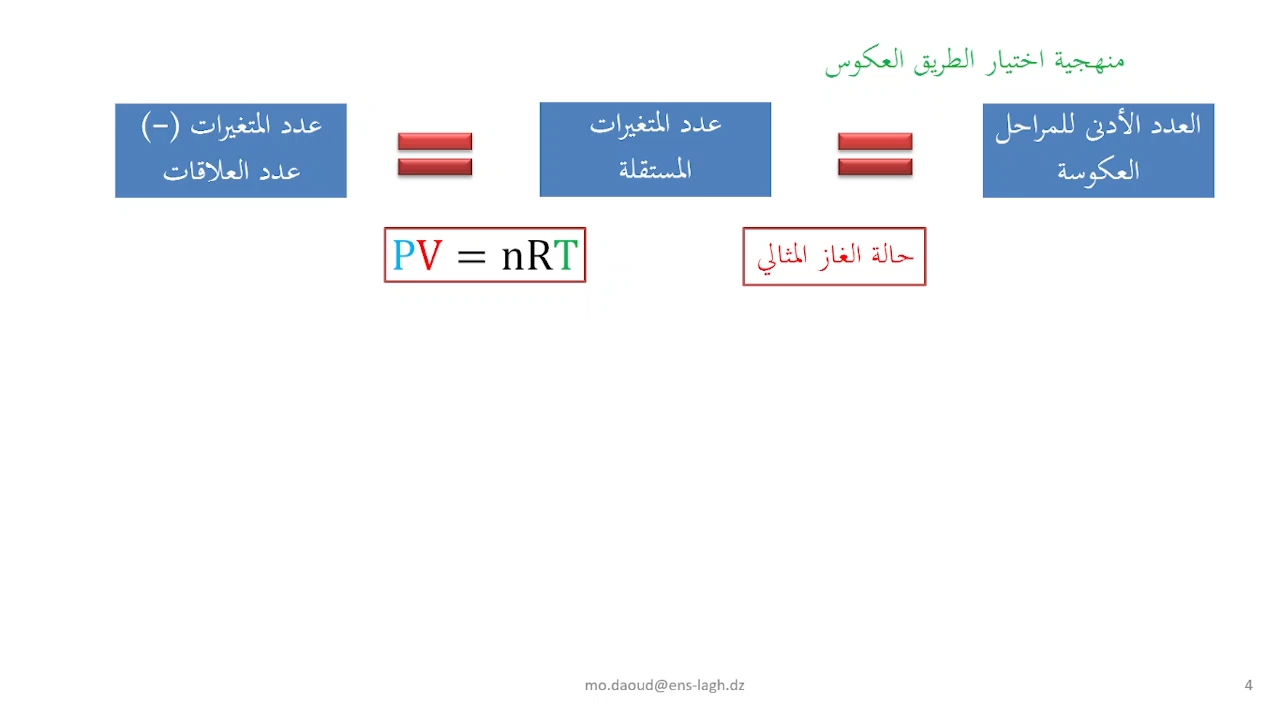 منهجية اختيار الطريق العكوس
العدد الأدنى للمراحل
العكوسة
عدد المتغيرات
المستقلة
عدد المتغيرات (−)
عدد العلاقات
حالة الغاز المثالي
PV = nRT
mo.daoud@ens-lagh.dz
4